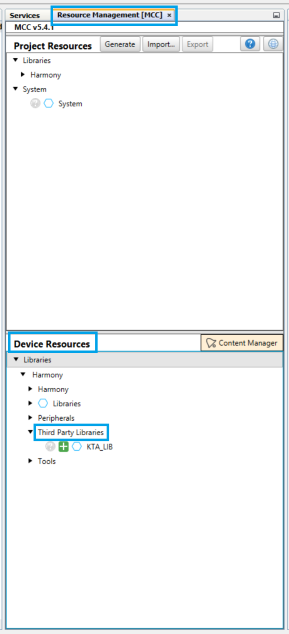 Services Resource Management [MCC] ×
MCC v5.4.1
Project Resources Generate Import... Export ?
Libraries
Harmony
System
? System
Device Resources Content Manager
Libraries
Harmony
Harmony
Libraries
Peripherals
Third Party Libraries
? KTA_LIB
Tools